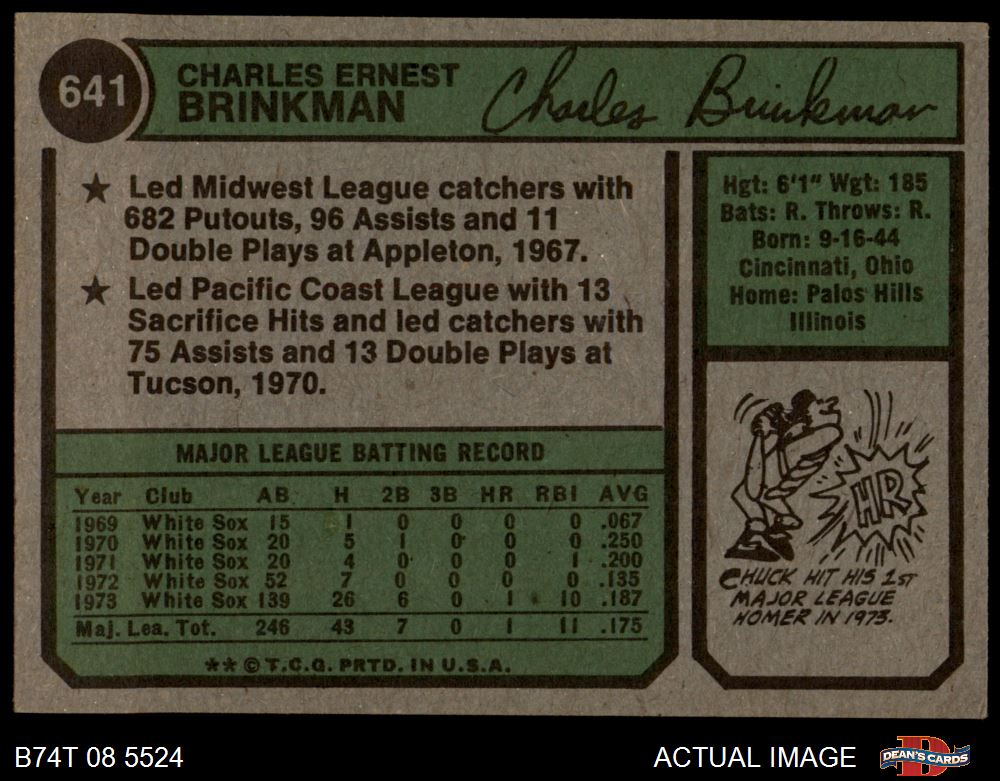 641
CHARLES ERNEST
BRINKMAN
Charles Brinkman
★ Led Midwest League catchers with
682 Putouts, 96 Assists and 11
Double Plays at Appleton, 1967.
★ Led Pacific Coast League with 13
Sacrifice Hits and led catchers with
75 Assists and 13 Double Plays at
Tucson, 1970.
Hgt: 6'1" Wgt: 185
Bats: R. Throws: R.
Born: 9-16-44
Cincinnati, Ohio
Home: Palos Hills
Illinois
MAJOR LEAGUE BATTING RECORD
Year Club AB H 2B 3B HR RBI AVG
1969 White Sox 15 1 0 0 0 0 .067
1970 White Sox 20 5 1 0 0 0 .250
1971 White Sox 20 4 0 0 0 1 .200
1972 White Sox 52 7 0 0 0 0 .135
1973 White Sox 139 26 6 0 1 10 .187
Maj. Lea. Tot. 246 43 7 0 1 11 .175
** © T.C.G. PRTD. IN U.S.A.
HR
CHUCK HIT HIS 1ST
MAJOR LEAGUE
HOMER IN 1973.
B74T 08 5524
ACTUAL IMAGE
DEAN'S CARDS